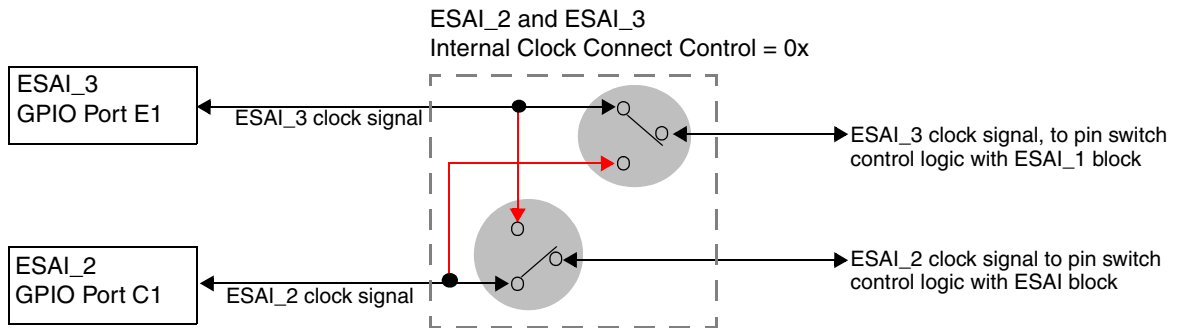 ESAI_2 and ESAI_3
Internal Clock Connect Control = 0x
ESAI_3
GPIO Port E1
ESAI_3 clock signal
ESAI_3 clock signal, to pin switch
control logic with ESAI_1 block
ESAI_2
GPIO Port C1
ESAI_2 clock signal
ESAI_2 clock signal to pin switch
control logic with ESAI block